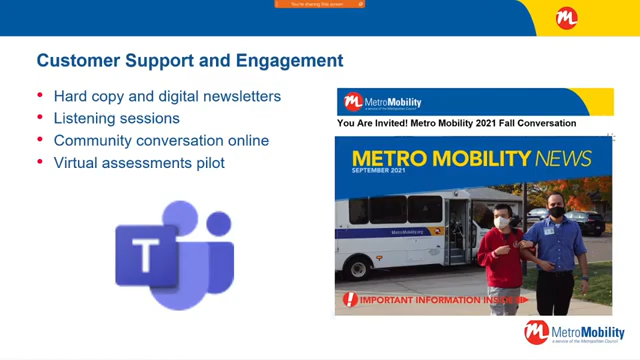 You're sharing this screen
Customer Support and Engagement
• Hard copy and digital newsletters
• Listening sessions
• Community conversation online
• Virtual assessments pilot
T
MetroMobility
a service of the Metropolitan Council
You Are Invited! Metro Mobility 2021 Fall Conversation
METRO MOBILITY NEWS
SEPTEMBER 2021
MetroMobility.org
! IMPORTANT INFORMATION INSIDE
MetroMobility
a service of the Metropolitan Council